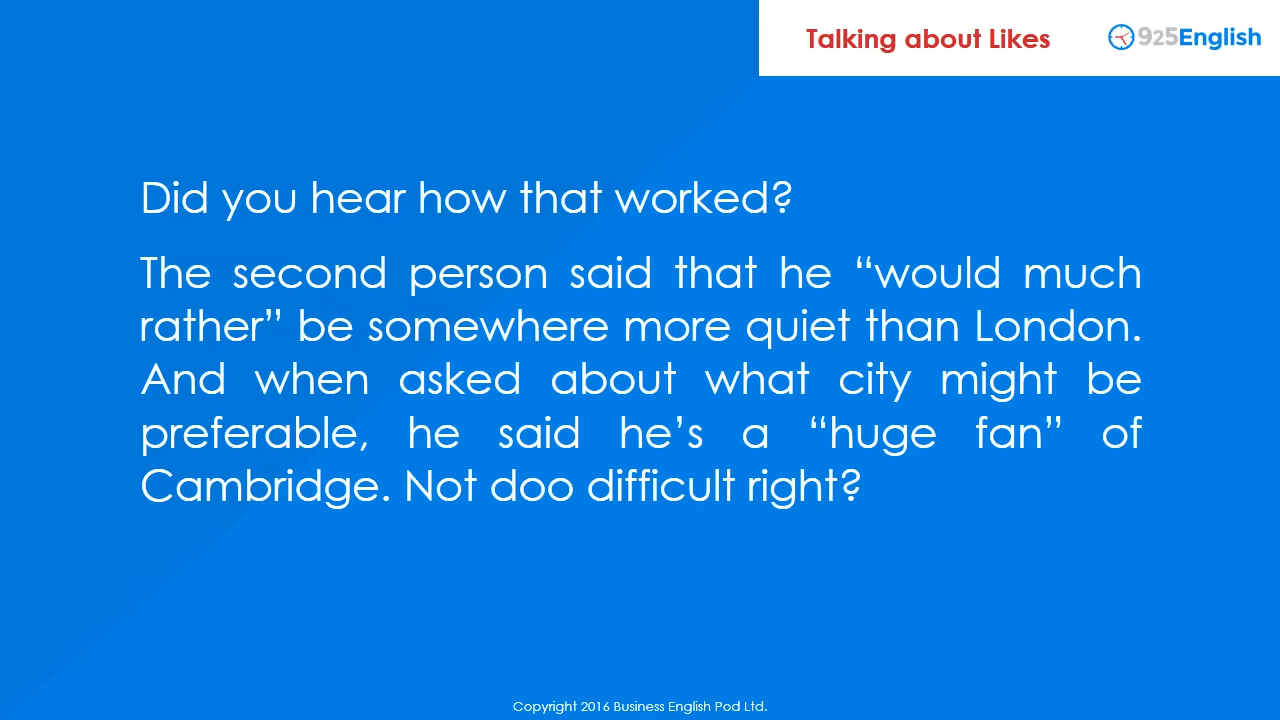 Talking about Likes
925English
Did you hear how that worked?
The second person said that he “would much
rather” be somewhere more quiet than London.
And when asked about what city might be
preferable, he said he’s a “huge fan” of
Cambridge. Not doo difficult right?
Copyright 2016 Business English Pod Ltd.